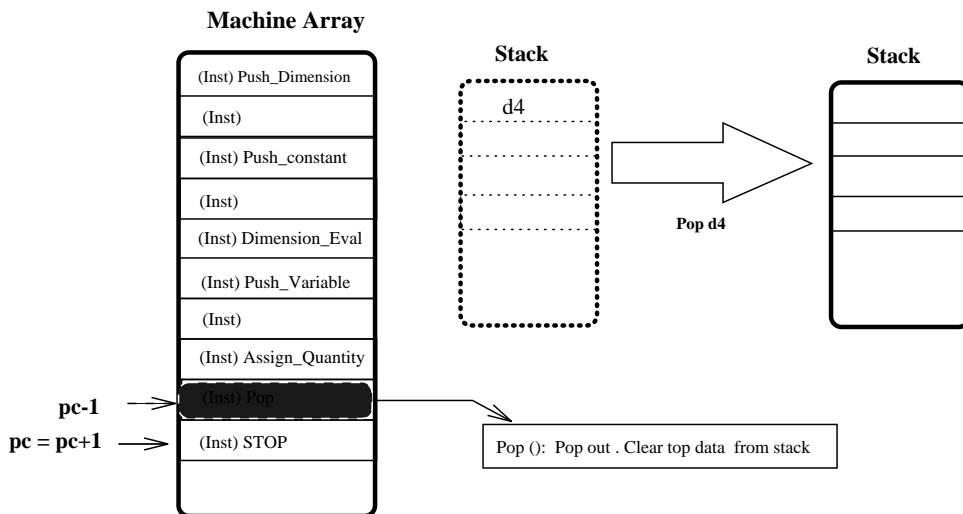 Machine Array
Stack
Stack
(Inst) Push_Dimension
(Inst)
(Inst) Push_constant
(Inst)
(Inst) Dimension_Eval
(Inst) Push_Variable
(Inst)
(Inst) Assign_Quantity
(Inst) Pop
(Inst) STOP
pc-1
pc = pc+1
d4
Pop d4
Pop (): Pop out . Clear top data from stack